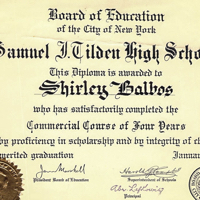 Board of Education
of the City of New York
Samuel J. Tilden High Scho
This Diploma is awarded to
Shirley Balbos
who has satisfactorily completed the
Commercial Course of Four Years
by proficiency in scholarship and by integrity of c
merited graduation
Januar
President Board of Education
Superintendent of Schools
Principal